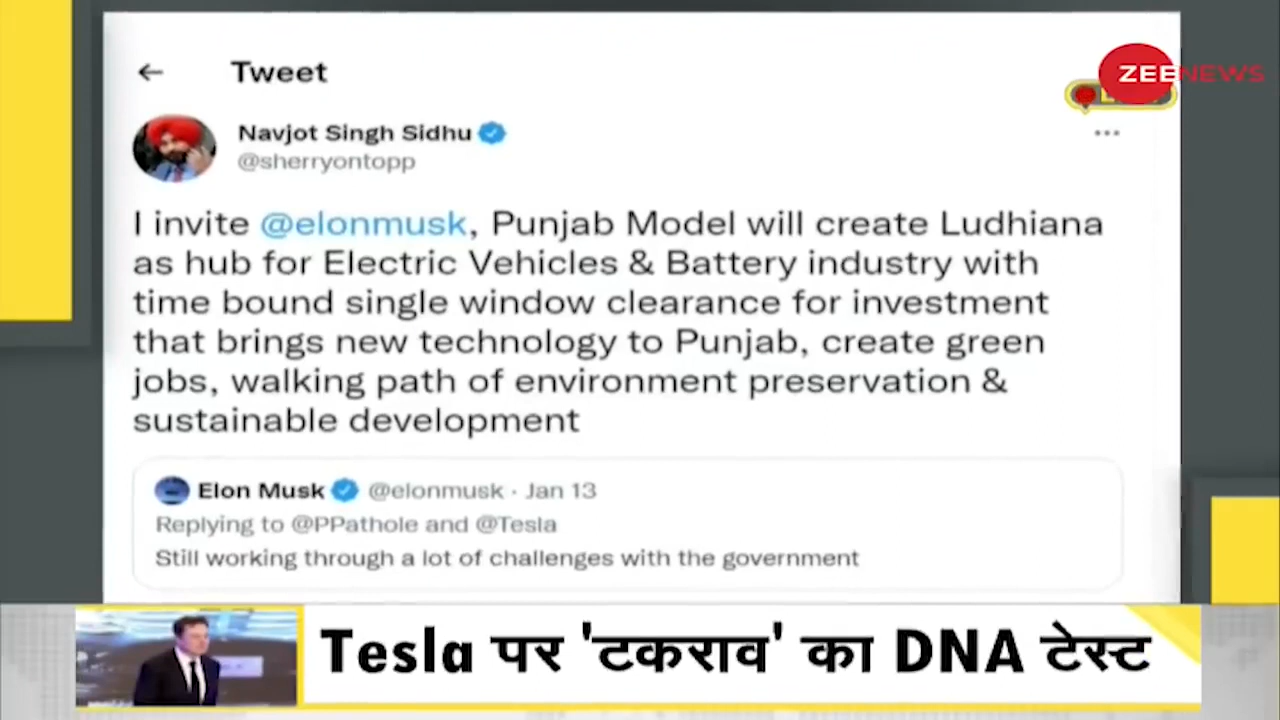 Tweet
ZEE NEWS
Navjot Singh Sidhu
@sherryontopp
I invite @elonmusk, Punjab Model will create Ludhiana
as hub for Electric Vehicles & Battery industry with
time bound single window clearance for investment
that brings new technology to Punjab, create green
jobs, walking path of environment preservation &
sustainable development
Elon Musk @elonmusk · Jan 13
Replying to @PPathole and @Tesla
Still working through a lot of challenges with the government
Tesla पर 'टकराव' का DNA टेस्ट